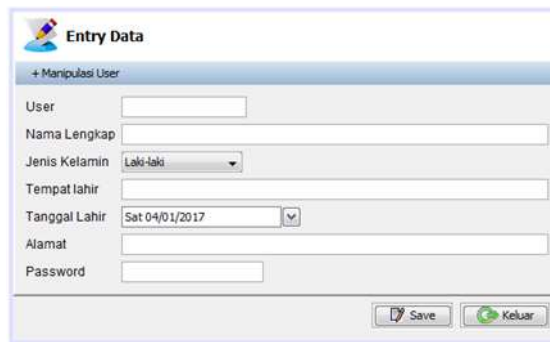 Entry Data
+ Manipulasi User
User
Nama Lengkap
Jenis Kelamin Laki-laki
Tempat lahir
Tanggal Lahir Sat 04/01/2017
Alamat
Password
Save Keluar